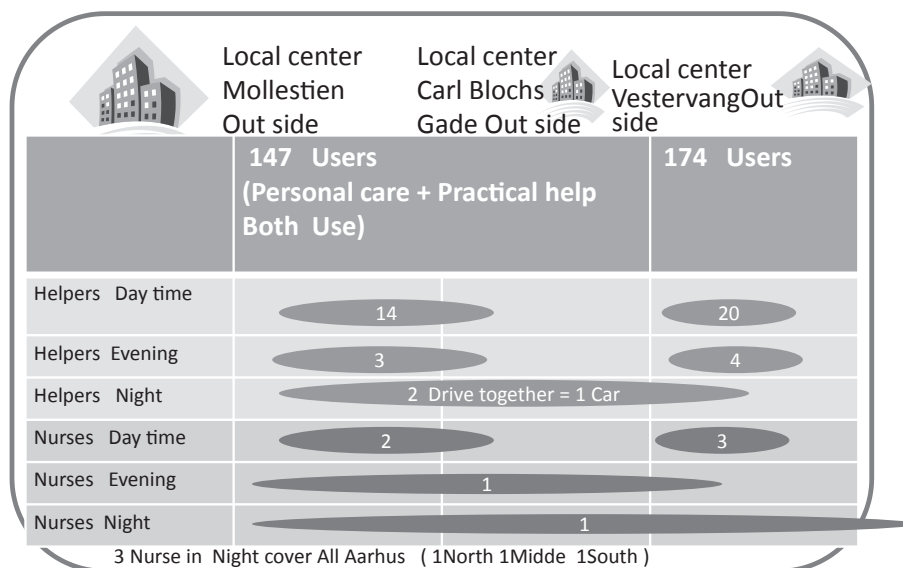 Local center
Mollestien
Out side
Local center
Carl Blochs
Gade Out side
Local center
VestervangOut
side
147 Users
(Personal care + Practical help
Both Use)
174 Users
Helpers Day time
14
20
Helpers Evening
3
4
Helpers Night
2 Drive together = 1 Car
Nurses Day time
2
3
Nurses Evening
1
Nurses Night
1
3 Nurse in Night cover All Aarhus ( 1North 1Midde 1South )